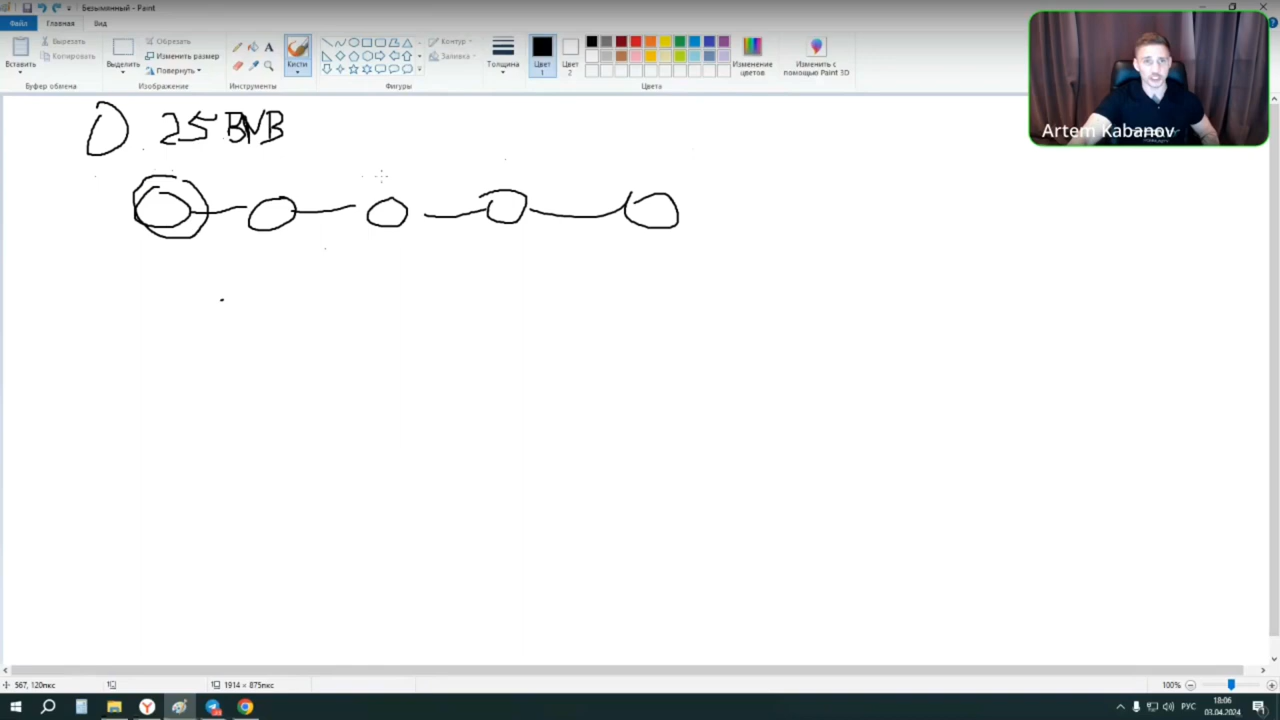 Безымянный - Paint
Файл Главная Вид
Вставить
Вырезать
Копировать
Буфер обмена
Выделить
Обрезать
Изменить размер
Повернуть
Изображение
A
Кисти
Инструменты
Контур
Заливка
Фигуры
Толщина
Цвет 1
Цвет 2
Цвета
Изменение цветов
Изменить с помощью Paint 3D
Artem Kabanov
25 BNB
567, 120пкс
1914 × 875пкс
100%
РУС
18:06
03.04.2024